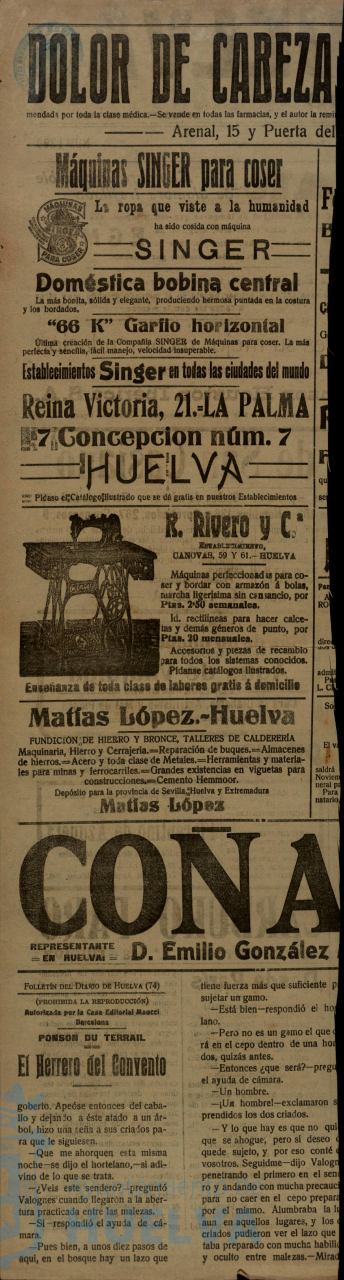 DOLOR DE CABEZA
mendada por toda la clase médica.—Se vende en todas las farmacias, y el autor la remi
Arenal, 15 y Puerta del
Máquinas SINGER para coser
MAQUINAS
SINGER
PARA COSER
La ropa que viste a la humanidad
ha sido cosida con máquina
SINGER
Doméstica bobina central
La más bonita, sólida y elegante, produciendo hermosa puntada en la costura
y los bordados.
"66 K" Garfio horizontal
Última creación de la Compañía SINGER de Máquinas para coser. La más
perfecta y sencilla, fácil manejo, velocidad insuperable.
Establecimientos Singer en todas las ciudades del mundo
Reina Victoria, 21.-LA PALMA
7 Concepcion núm. 7
HUELVA
Pídase el Catálogo Ilustrado que se dá gratis en nuestros Establecimientos
R. Rivero y C.ª
ESTABLECIMIENTO,
CANOVAS, 59 Y 61.—HUELVA
Máquinas perfeccionadas para co-
ser y bordar con armazón á bolas,
marcha ligerísima sin cansancio, por
Ptas. 2'50 semanales.
Id. rectilíneas para hacer calce-
tas y demás géneros de punto, por
Ptas. 20 mensuales.
Accesorios y piezas de recambio
para todos los sistemas conocidos.
Pídanse catálogos ilustrados.
Enseñanza de toda clase de labores gratis á domicilio
Matías López.-Huelva
FUNDICIÓN DE HIERRO Y BRONCE, TALLERES DE CALDERERÍA
Maquinaria, Hierro y Cerrajería.=Reparación de buques.=Almacenes
de hierros.=Acero y toda clase de Metales.=Herramientas y materia-
les para minas y ferrocarriles.=Grandes existencias en viguetas para
construcciones.=Cemento Hemmoor.
Depósito para la provincia de Sevilla, Huelva y Extremadura
Matías López
COÑA
REPRESENTANTE
EN HUELVA:
D. Emilio González
FOLLETÍN DEL DIARIO DE HUELVA (74)
(PROHIBIDA LA REPRODUCCIÓN)
Autorizada por la Casa Editorial Maucci
Barcelona
PONSON DU TERRAIL
El Herrero del Convento
goberto. Apeóse entonces del caba-
llo y dejando á éste atado a un ár-
bol, hizo una seña a sus criados pa-
ra que le siguiesen.
—Que me ahorquen esta misma
noche—se dijo el hortelano,—si adi-
vino de lo que se trata.
—¿Veis este sendero?—preguntó
Valognes cuando llegaron a la aber-
tura practicada entre las malezas.
—Sí—respondió el ayuda de cá-
mara.
—Pues bien, a unos diez pasos de
aquí, en el bosque hay un lazo que
tiene fuerza más que suficiente p
sujetar un gamo.
—Está bien—respondió el ho
lano.
—Pero no es un gamo el que c
rá en el cepo dentro de una ho
dos, quizás antes.
—Entonces ¿que será?—pregu
el ayuda de cámara.
—Un hombre.
—¡Un hombre!—exclamaron s
prendidos los dos criados.
—Y lo que hay es que no qui
que se ahogue, pero sí deseo q
quede sujeto, y por eso conté c
vosotros. Seguidme—dijo Valogn
penetrando el primero en el sen
ro y andando con mucha precauci
para no caer en el cepo prepara
por el mismo. Alumbraba la lu
aun en aquellos lugares, y los c
criados pudieron ver el lazo que
taba preparado con mucha habili
y oculto entre malezas.—Mirad